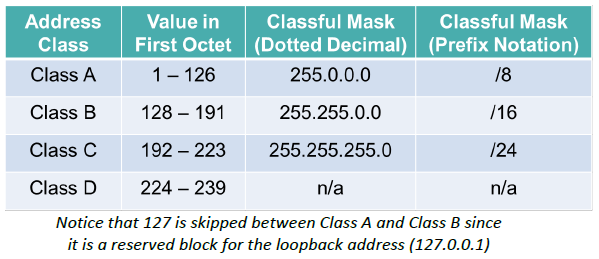 Address Class Value in First Octet Classful Mask (Dotted Decimal) Classful Mask (Prefix Notation)
Class A 1 – 126 255.0.0.0 /8
Class B 128 – 191 255.255.0.0 /16
Class C 192 – 223 255.255.255.0 /24
Class D 224 – 239 n/a n/a
Notice that 127 is skipped between Class A and Class B since
it is a reserved block for the loopback address (127.0.0.1)